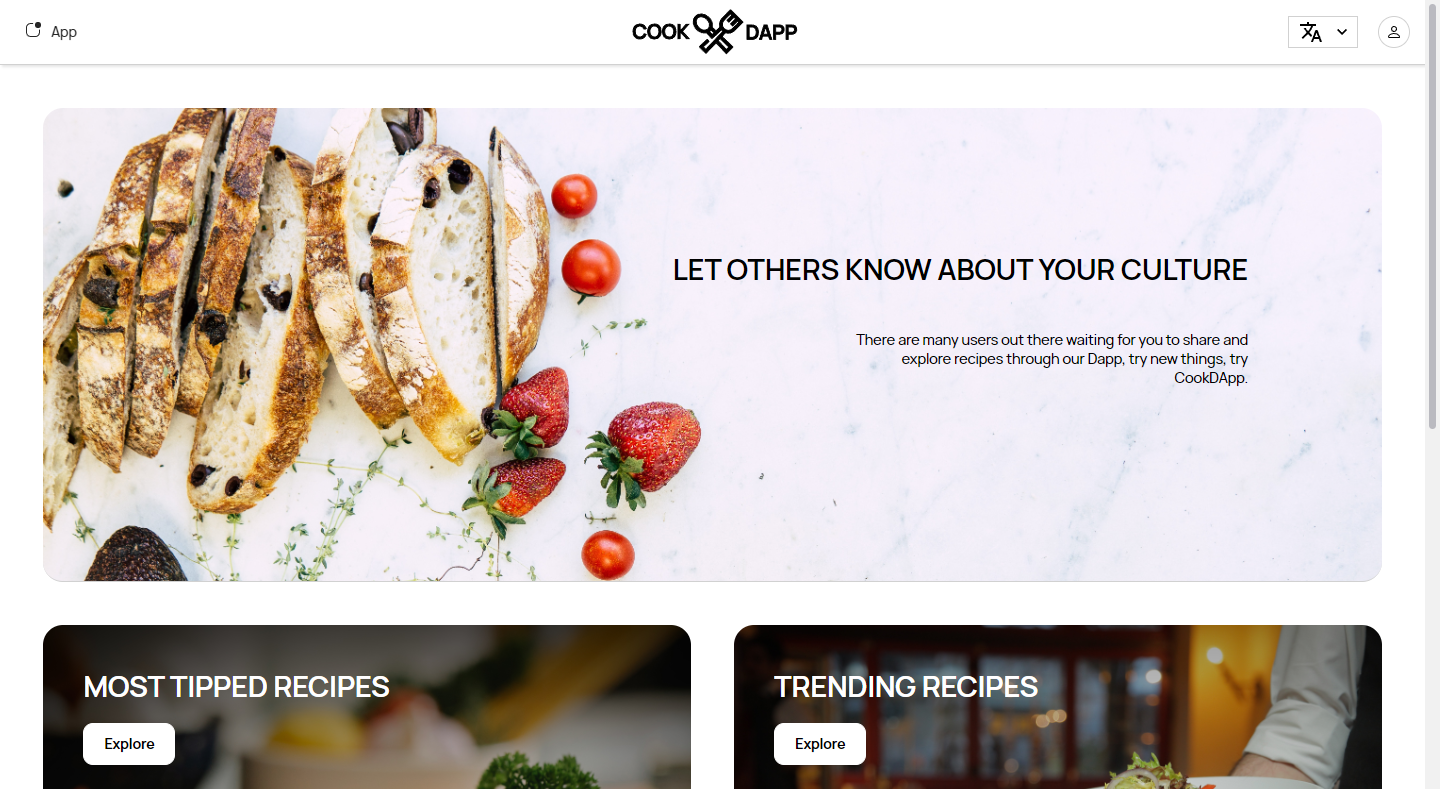 App
COOK DAPP
LET OTHERS KNOW ABOUT YOUR CULTURE
There are many users out there waiting for you to share and
explore recipes through our Dapp, try new things, try
CookDApp.
MOST TIPPED RECIPES
Explore
TRENDING RECIPES
Explore